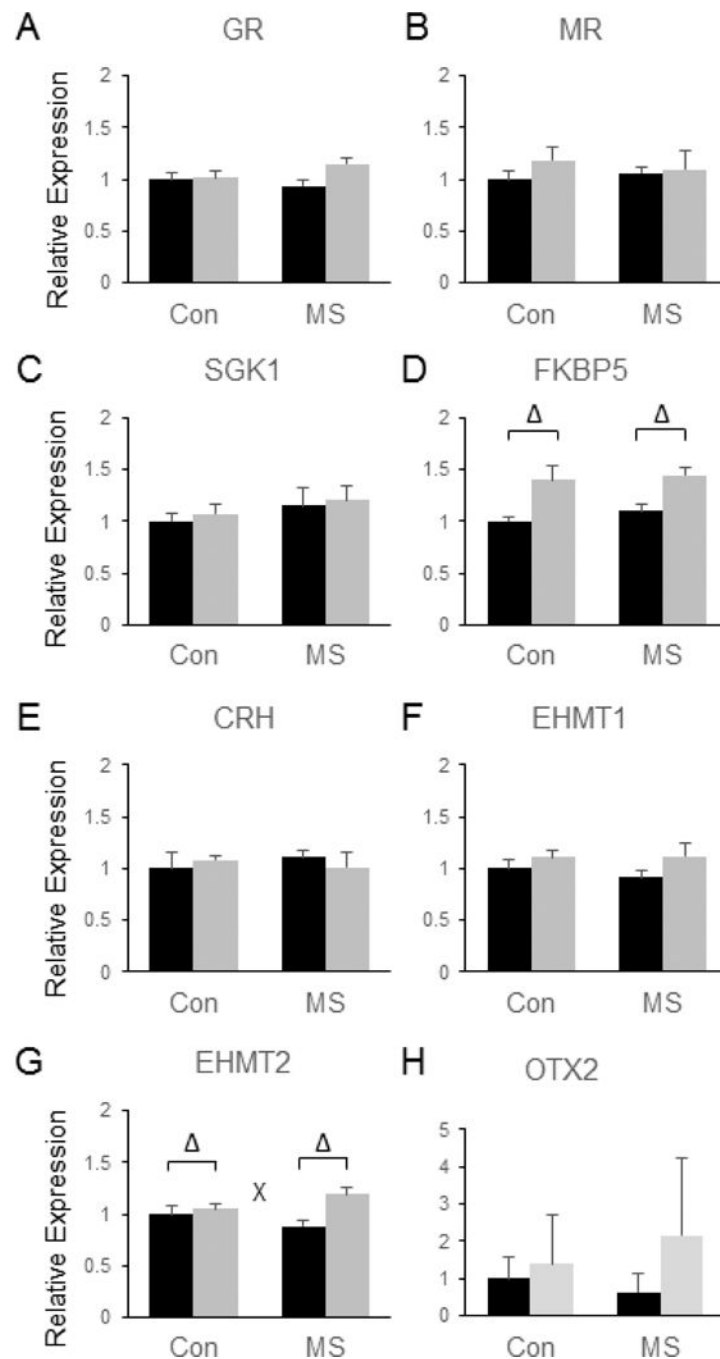 A GR
B MR
Relative Expression
2
1.5
1
0.5
0
Con MS
2
1.5
1
0.5
0
Con MS
C SGK1
D FKBP5
Relative Expression
2
1.5
1
0.5
0
Con MS
Δ Δ
2
1.5
1
0.5
0
Con MS
E CRH
F EHMT1
Relative Expression
2
1.5
1
0.5
0
Con MS
2
1.5
1
0.5
0
Con MS
G EHMT2
H OTX2
Relative Expression
2
1.5
1
0.5
0
Δ X Δ
Con MS
5
4
3
2
1
0
Con MS